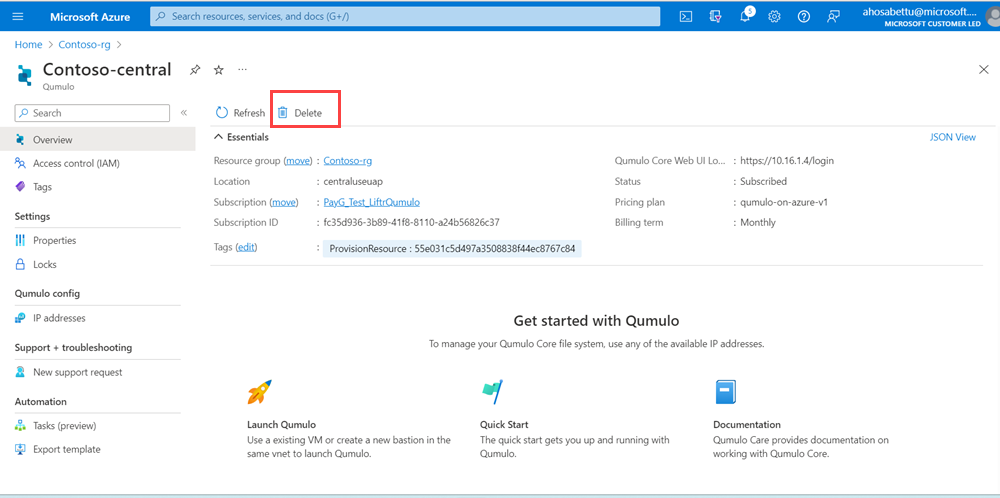 Microsoft Azure
Search resources, services, and docs (G+/)
5
ahosabettu@microsoft....
MICROSOFT CUSTOMER LED
Home > Contoso-rg >
Contoso-central
...
Qumulo
Search
«
Overview
Access control (IAM)
Tags
Settings
Properties
Locks
Qumulo config
IP addresses
Support + troubleshooting
New support request
Automation
Tasks (preview)
Export template
Refresh
Delete
Essentials
JSON View
Resource group (move) : Contoso-rg
Location : centraluseuap
Subscription (move) : PayG_Test_LiftrQumulo
Subscription ID : fc35d936-3b89-41f8-8110-a24b56826c37
Tags (edit) : ProvisionResource : 55e031c5d497a3508838f44ec8767c84
Qumulo Core Web UI Lo... : https://10.16.1.4/login
Status : Subscribed
Pricing plan : qumulo-on-azure-v1
Billing term : Monthly
Get started with Qumulo
To manage your Qumulo Core file system, use any of the available IP addresses.
Launch Qumulo
Use a existing VM or create a new bastion in the
same vnet to launch Qumulo.
Quick Start
The quick start gets you up and running with
Qumulo.
Documentation
Qumulo Care provides documentation on
working with Qumulo Core.